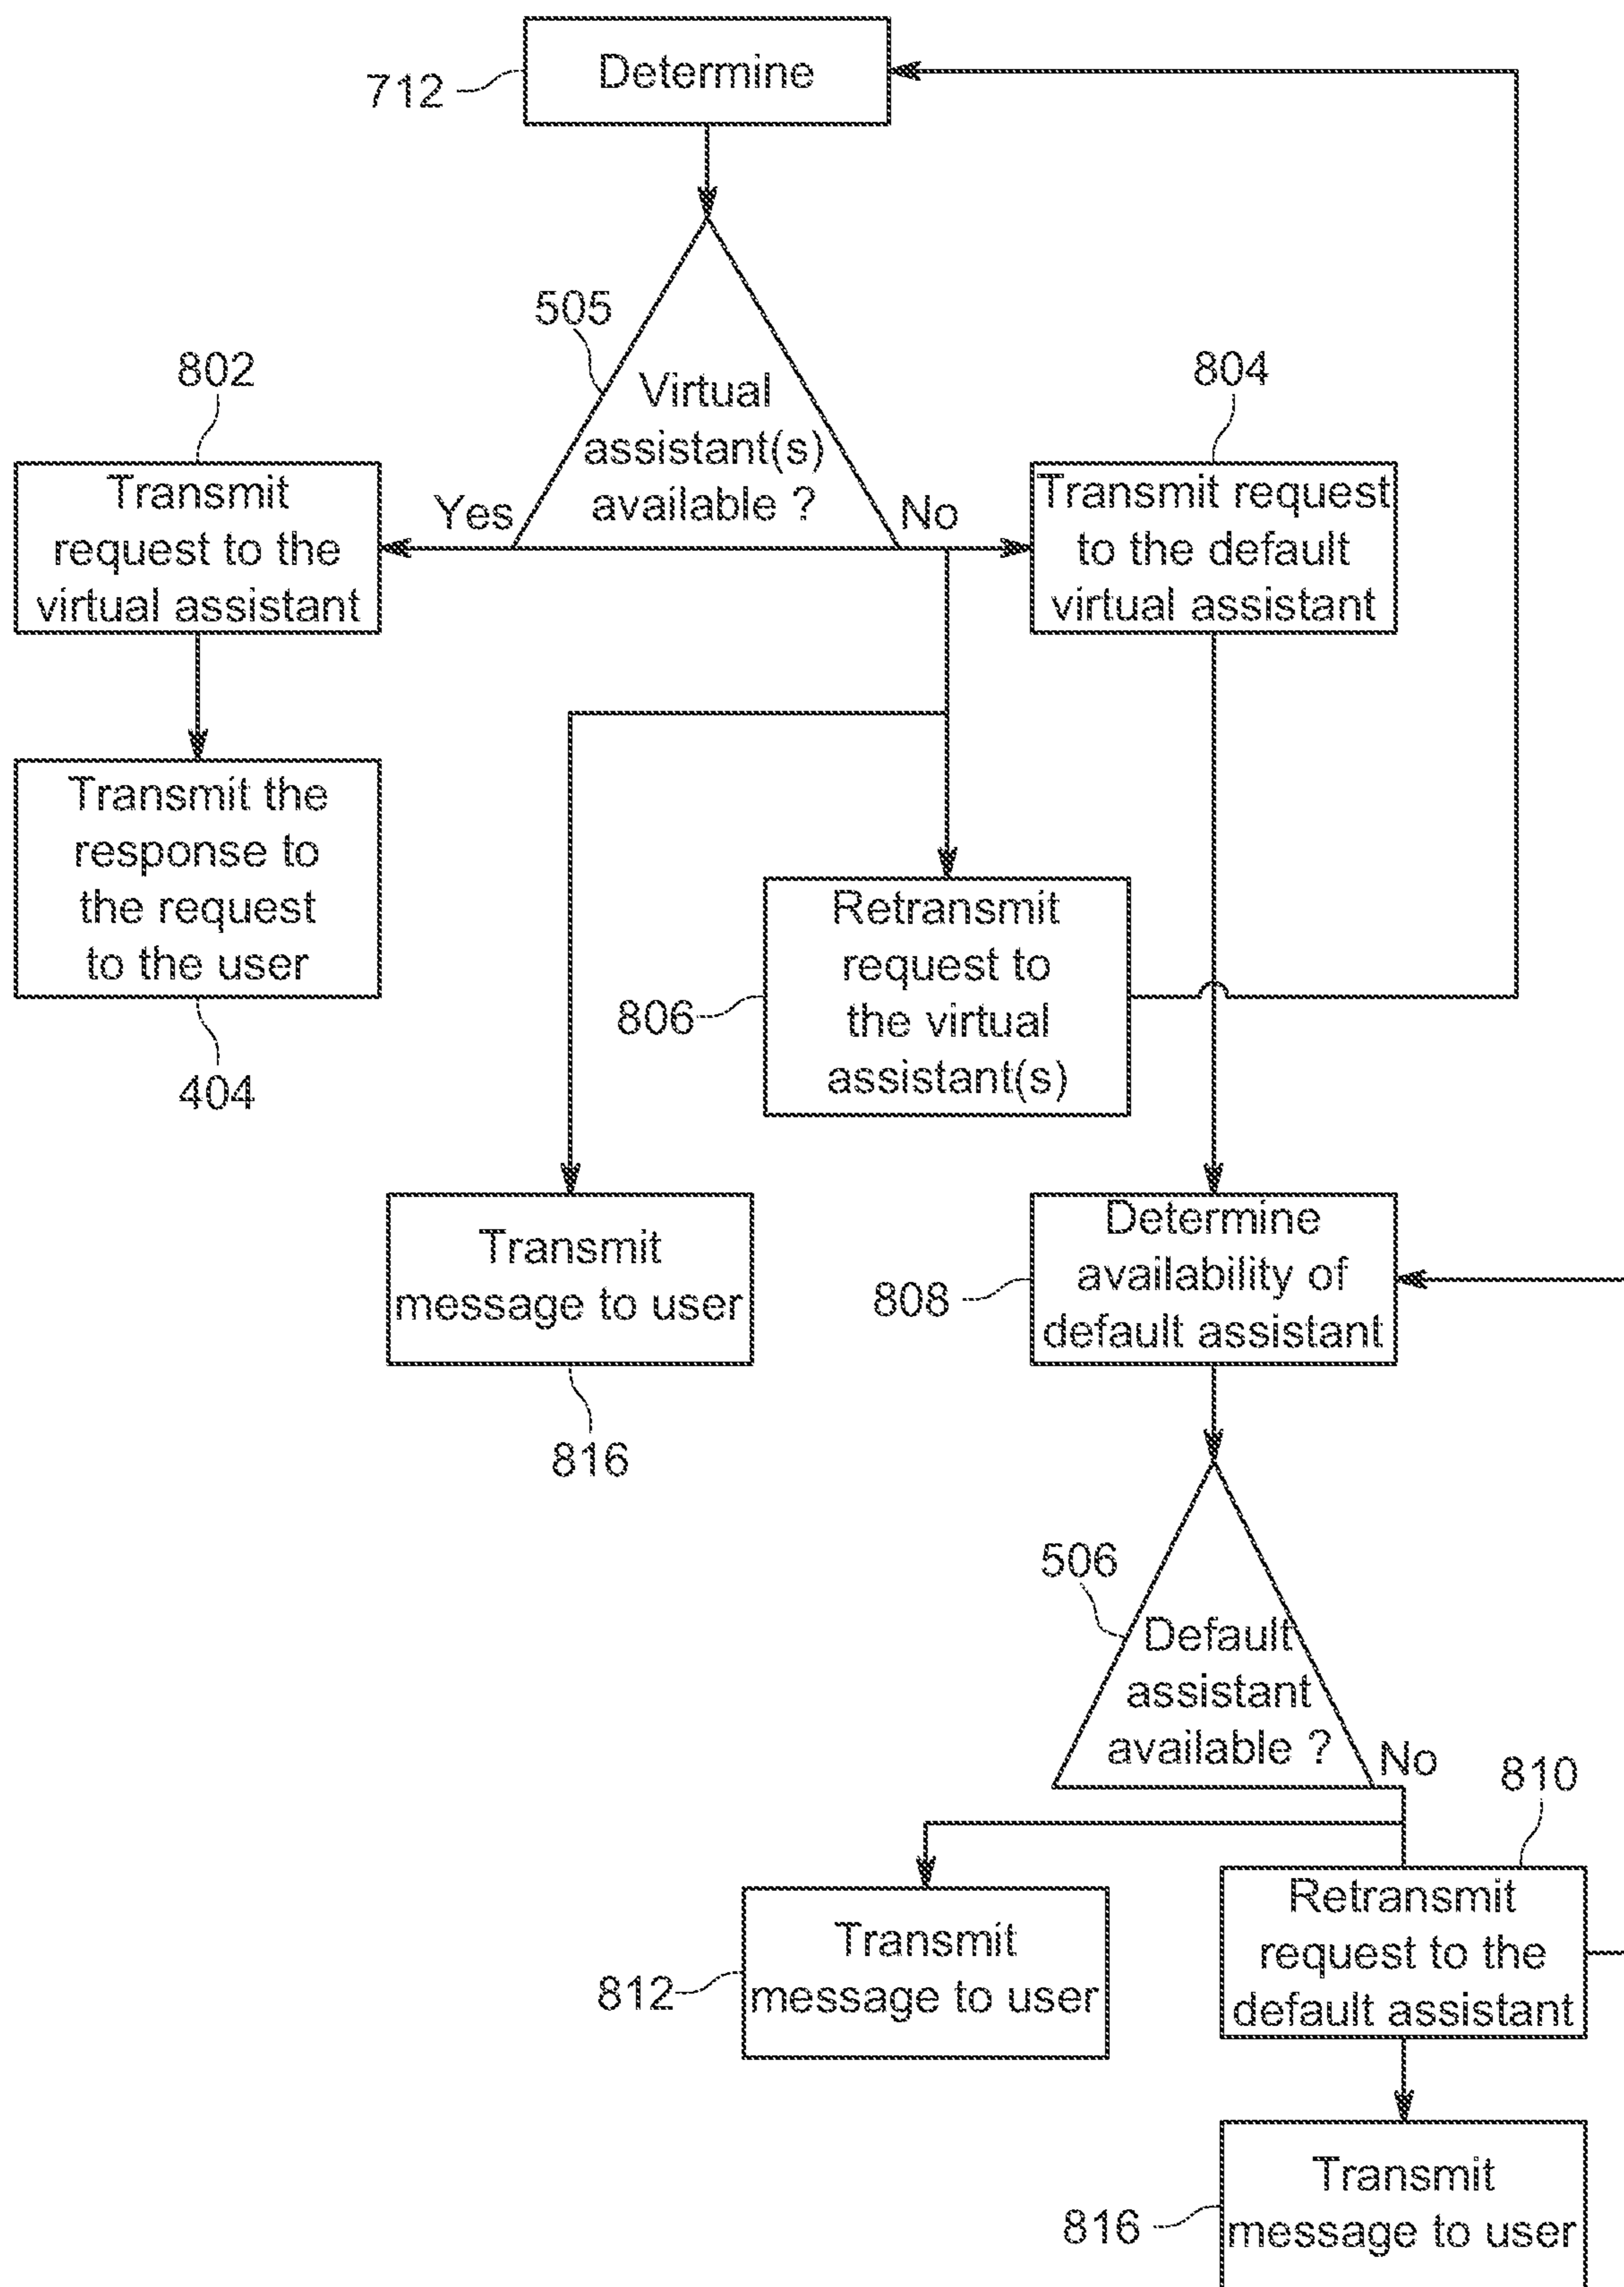 Determine
712
505
Virtual
assistant(s)
available ?
802
Transmit
request to the
virtual assistant
Yes
No
804
Transmit request
to the default
virtual assistant
Transmit the
response to
the request
to the user
404
Retransmit
request to
the virtual
assistant(s)
806
Transmit
message to user
816
Determine
availability of
default assistant
808
506
Default
assistant
available ?
No
810
Retransmit
request to the
default assistant
Transmit
message to user
812
Transmit
message to user
816